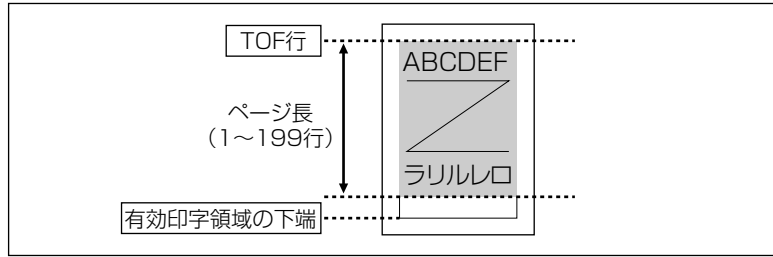 TOF行
ABCDEF
ページ長
（1～199行）
ラリルレロ
有効印字領域の下端